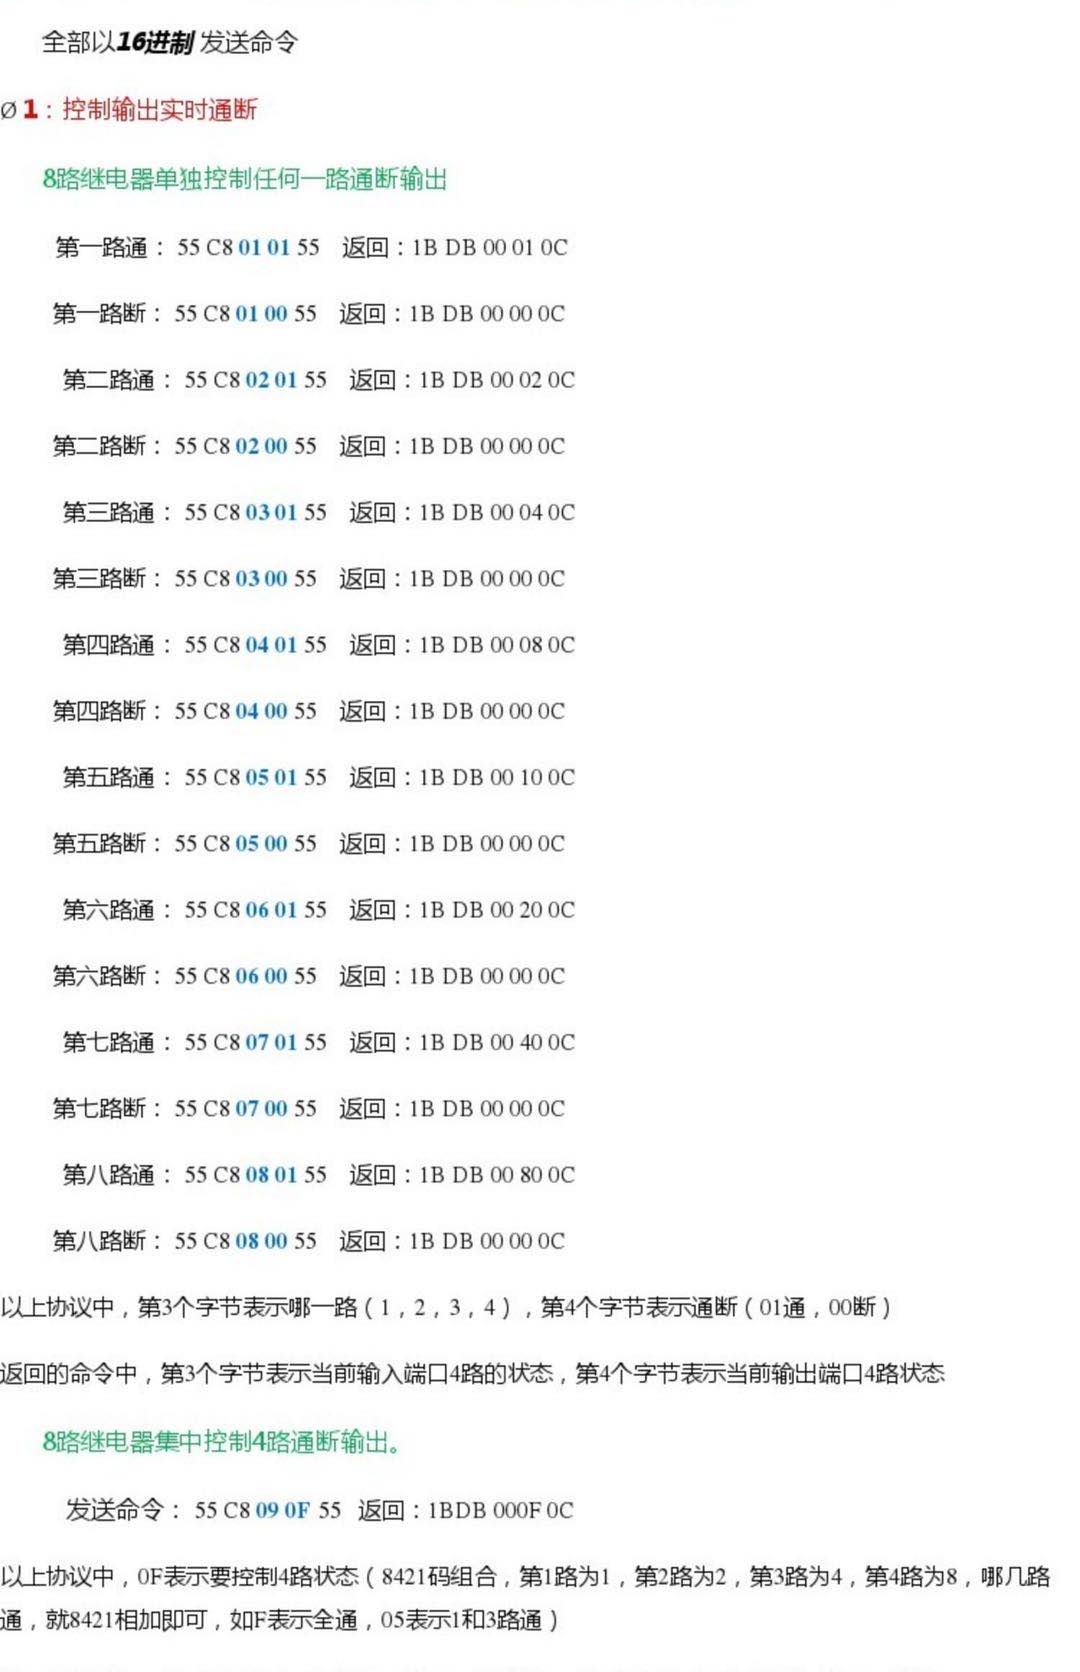 全部以16进制 发送命令
Ø 1：控制输出实时通断
8路继电器单独控制任何一路通断输出
第一路通： 55 C8 01 01 55 返回：1B DB 00 01 0C
第一路断： 55 C8 01 00 55 返回：1B DB 00 00 0C
第二路通： 55 C8 02 01 55 返回：1B DB 00 02 0C
第二路断： 55 C8 02 00 55 返回：1B DB 00 00 0C
第三路通： 55 C8 03 01 55 返回：1B DB 00 04 0C
第三路断： 55 C8 03 00 55 返回：1B DB 00 00 0C
第四路通： 55 C8 04 01 55 返回：1B DB 00 08 0C
第四路断： 55 C8 04 00 55 返回：1B DB 00 00 0C
第五路通： 55 C8 05 01 55 返回：1B DB 00 10 0C
第五路断： 55 C8 05 00 55 返回：1B DB 00 00 0C
第六路通： 55 C8 06 01 55 返回：1B DB 00 20 0C
第六路断： 55 C8 06 00 55 返回：1B DB 00 00 0C
第七路通： 55 C8 07 01 55 返回：1B DB 00 40 0C
第七路断： 55 C8 07 00 55 返回：1B DB 00 00 0C
第八路通： 55 C8 08 01 55 返回：1B DB 00 80 0C
第八路断： 55 C8 08 00 55 返回：1B DB 00 00 0C
以上协议中，第3个字节表示哪一路（1，2，3，4），第4个字节表示通断（01通，00断）
返回的命令中，第3个字节表示当前输入端口4路的状态，第4个字节表示当前输出端口4路状态
8路继电器集中控制4路通断输出。
发送命令： 55 C8 09 0F 55 返回：1BDB 000F 0C
以上协议中，0F表示要控制4路状态（8421码组合，第1路为1，第2路为2，第3路为4，第4路为8，哪几路
通，就8421相加即可，如F表示全通，05表示1和3路通）